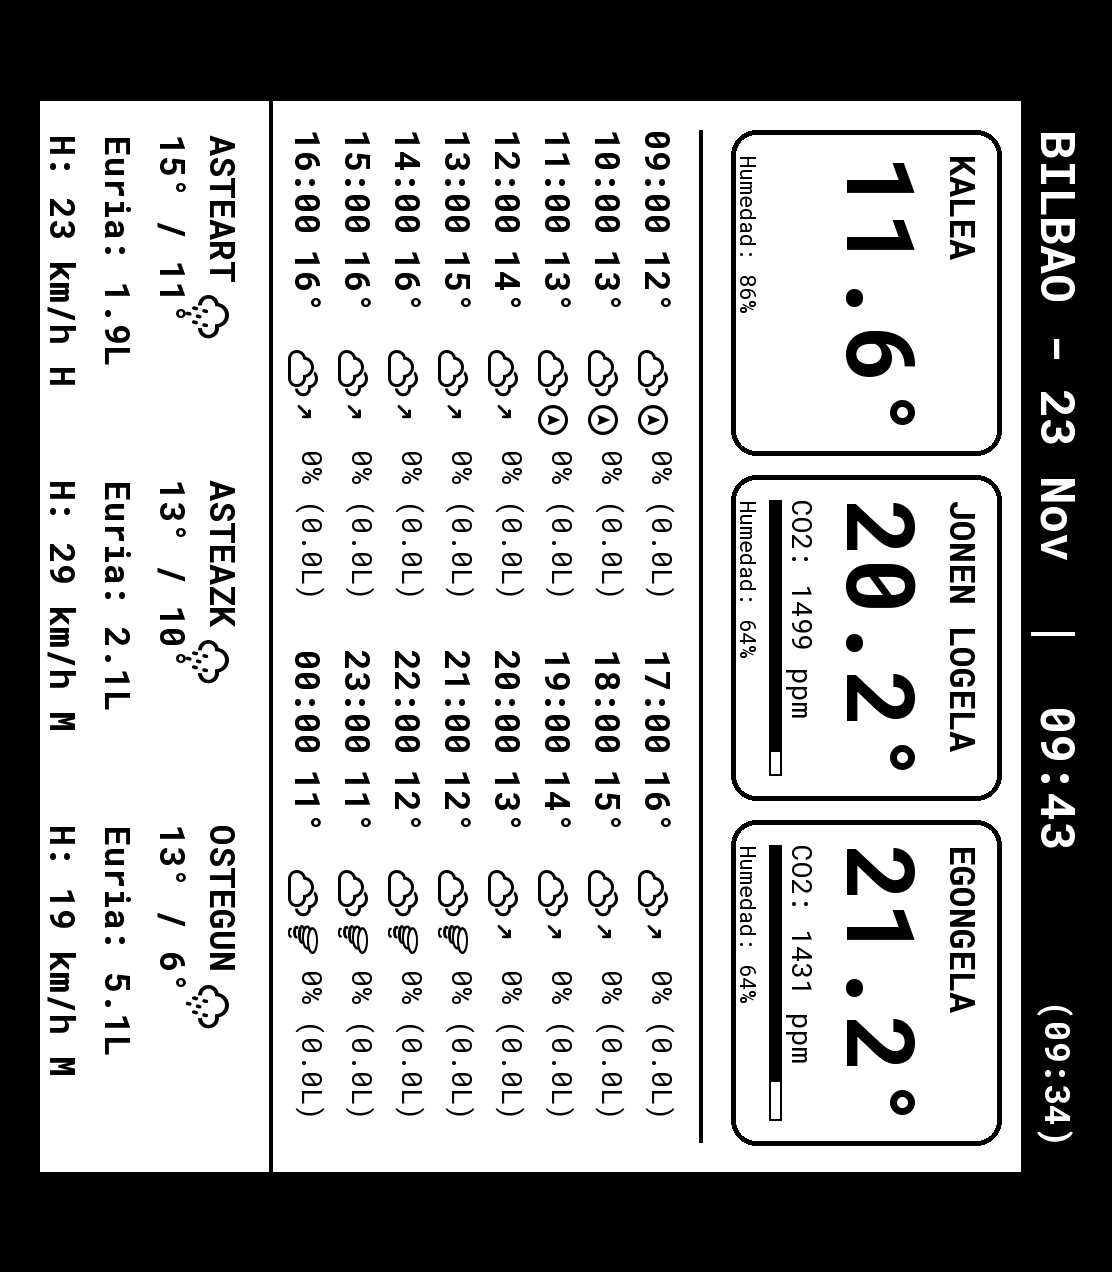 BILBAO - 23 Nov | 09:43 (09:34)
KALEA
11.6°
Humedad: 86%
JONEN LOGELA
20.2°
CO2: 1499 ppm
Humedad: 64%
EGONGELA
21.2°
CO2: 1431 ppm
Humedad: 64%
09:00 12° 0% (0.0L)
10:00 13° 0% (0.0L)
11:00 13° 0% (0.0L)
12:00 14° 0% (0.0L)
13:00 15° 0% (0.0L)
14:00 16° 0% (0.0L)
15:00 16° 0% (0.0L)
16:00 16° 0% (0.0L)
17:00 16° 0% (0.0L)
18:00 15° 0% (0.0L)
19:00 14° 0% (0.0L)
20:00 13° 0% (0.0L)
21:00 12° 0% (0.0L)
22:00 12° 0% (0.0L)
23:00 11° 0% (0.0L)
00:00 11° 0% (0.0L)
ASTEART
15° / 11°
Euria: 1.9L
H: 23 km/h H
ASTEAZK
13° / 10°
Euria: 2.1L
H: 29 km/h M
OSTEGUN
13° / 6°
Euria: 5.1L
H: 19 km/h M